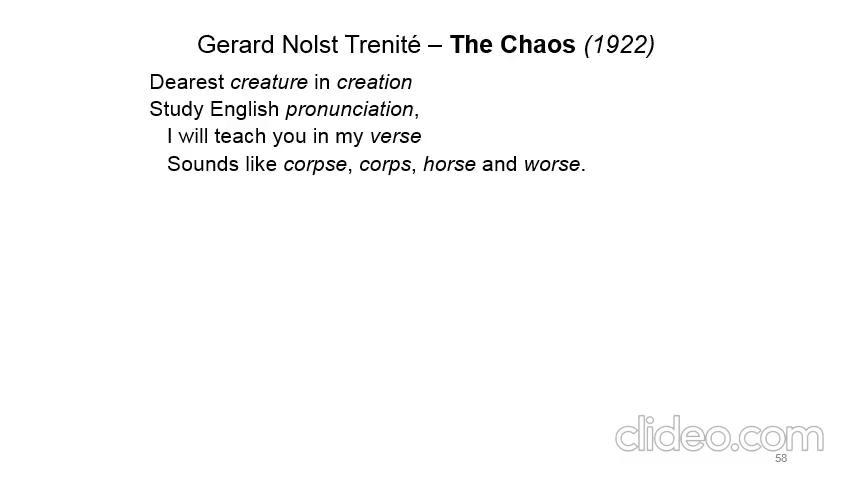 Gerard Nolst Trenité – The Chaos (1922)
Dearest creature in creation
Study English pronunciation,
I will teach you in my verse
Sounds like corpse, corps, horse and worse.
clideo.com
58